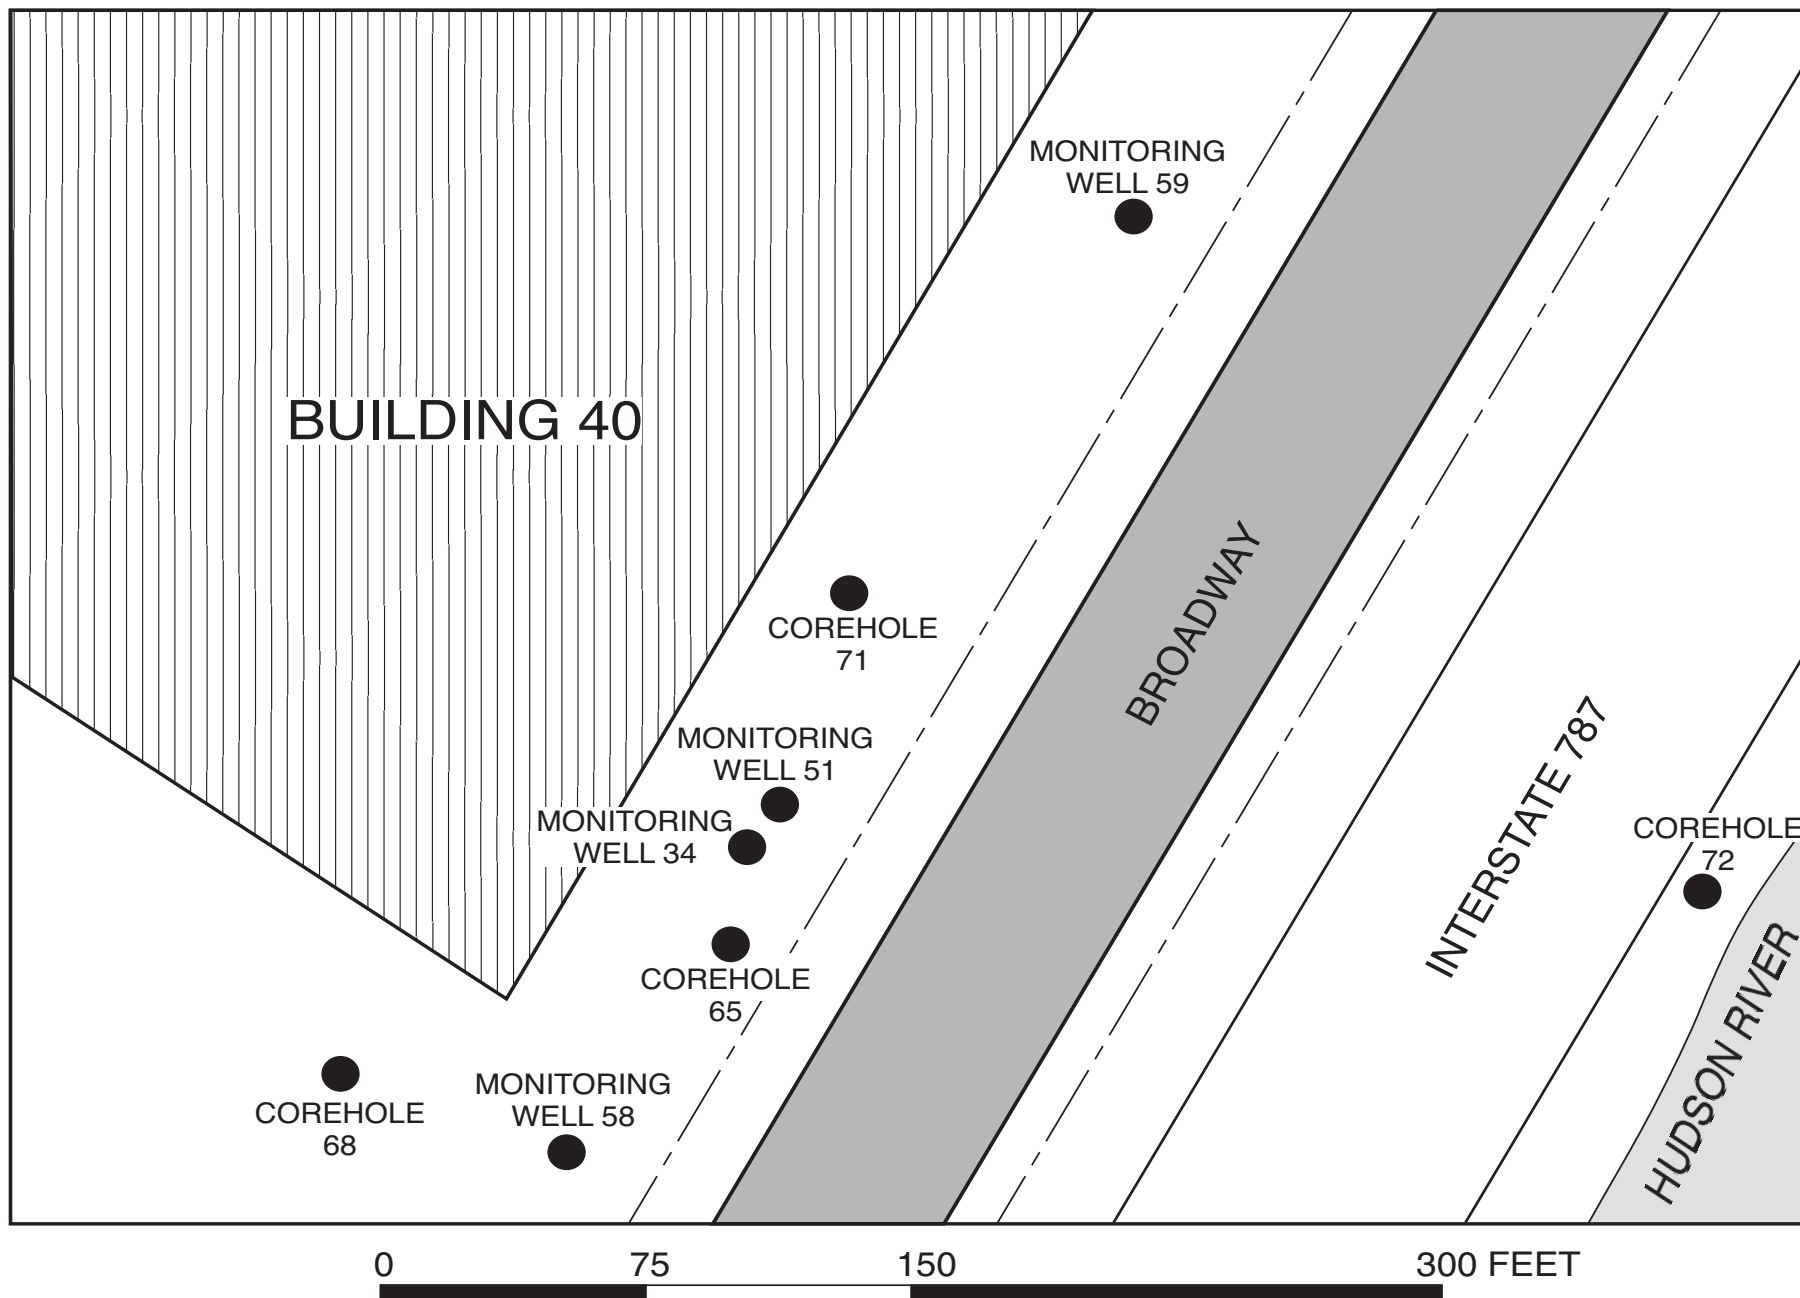 MONITORING
WELL 59
BUILDING 40
BROADWAY
COREHOLE
71
INTERSTATE 787
MONITORING
WELL 51
MONITORING
WELL 34
COREHOLE
72
COREHOLE
65
HUDSON RIVER
MONITORING
WELL 58
COREHOLE
68
0 75 150 300 FEET